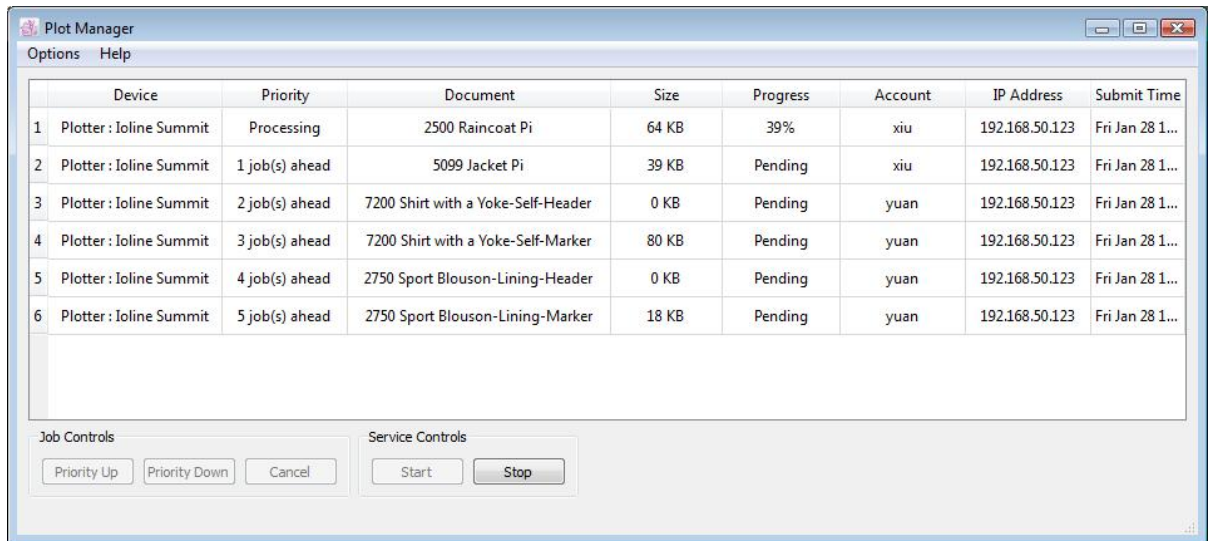 Plot Manager
Options Help
Device Priority Document Size Progress Account IP Address Submit Time
1 Plotter : Ioline Summit Processing 2500 Raincoat Pi 64 KB 39% xiu 192.168.50.123 Fri Jan 28 1...
2 Plotter : Ioline Summit 1 job(s) ahead 5099 Jacket Pi 39 KB Pending xiu 192.168.50.123 Fri Jan 28 1...
3 Plotter : Ioline Summit 2 job(s) ahead 7200 Shirt with a Yoke-Self-Header 0 KB Pending yuan 192.168.50.123 Fri Jan 28 1...
4 Plotter : Ioline Summit 3 job(s) ahead 7200 Shirt with a Yoke-Self-Marker 80 KB Pending yuan 192.168.50.123 Fri Jan 28 1...
5 Plotter : Ioline Summit 4 job(s) ahead 2750 Sport Blouson-Lining-Header 0 KB Pending yuan 192.168.50.123 Fri Jan 28 1...
6 Plotter : Ioline Summit 5 job(s) ahead 2750 Sport Blouson-Lining-Marker 18 KB Pending yuan 192.168.50.123 Fri Jan 28 1...
Job Controls Service Controls
Priority Up Priority Down Cancel Start Stop